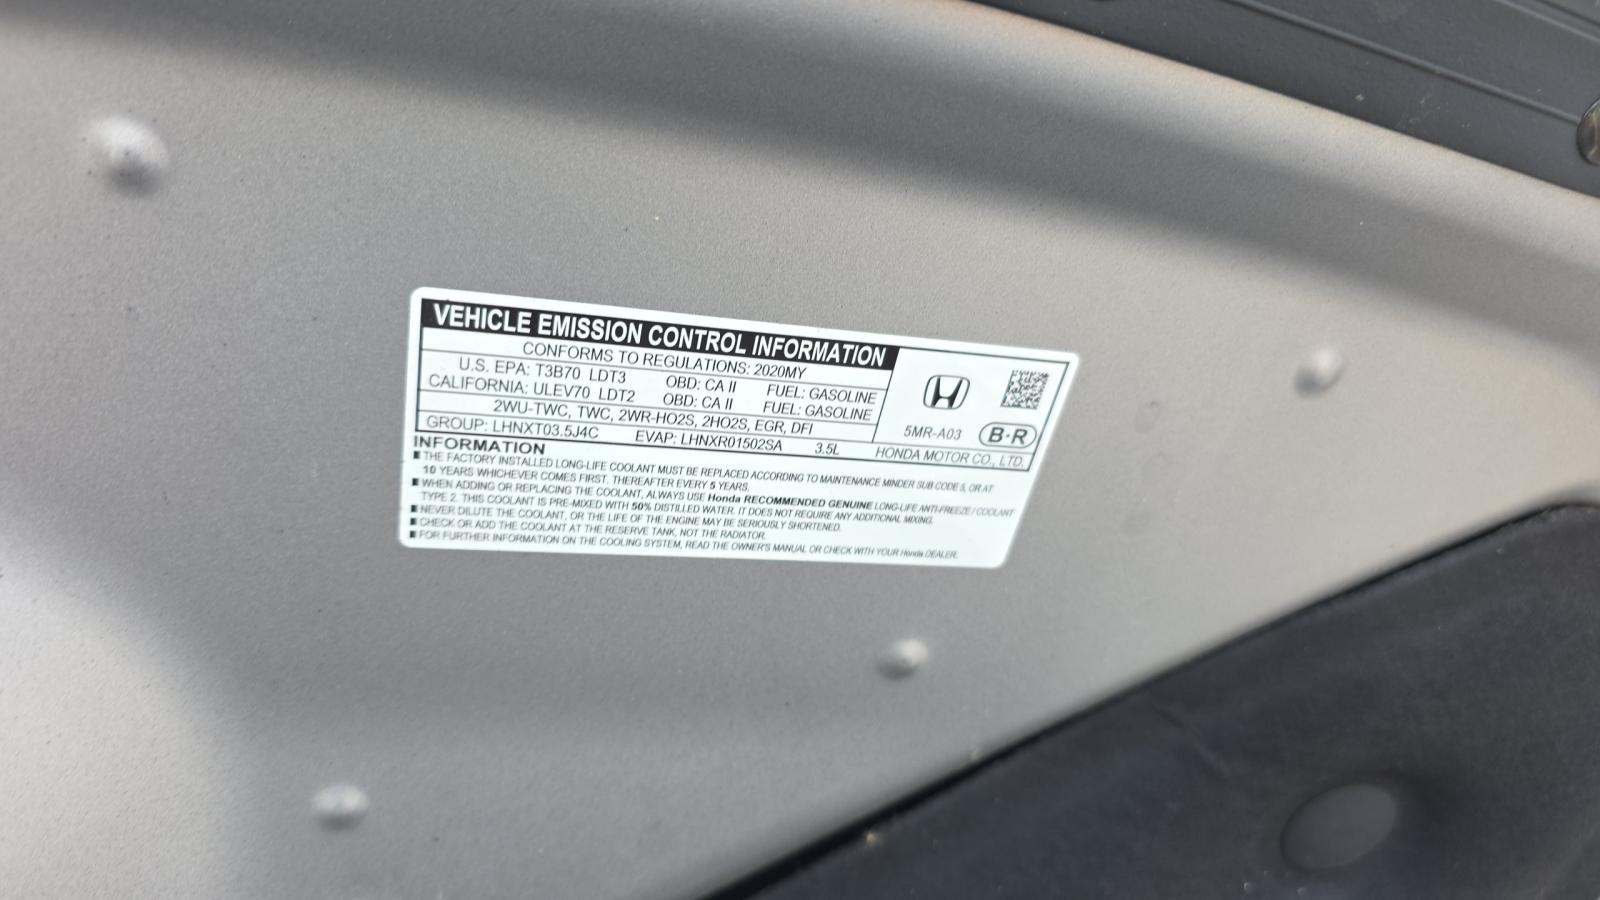 VEHICLE EMISSION CONTROL INFORMATION
CONFORMS TO REGULATIONS: 2020MY
U.S. EPA: T3B70 LDT3 OBD: CA II FUEL: GASOLINE
CALIFORNIA: ULEV70 LDT2 OBD: CA II FUEL: GASOLINE
2WU-TWC, TWC, 2WR-HO2S, 2HO2S, EGR, DFI
GROUP: LHNXT03.5J4C EVAP: LHNXR01502SA 3.5L
5MR-A03 B·R
HONDA MOTOR CO., LTD.
INFORMATION
■ THE FACTORY INSTALLED LONG-LIFE COOLANT MUST BE REPLACED ACCORDING TO MAINTENANCE MINDER SUB CODE 5, OR AT
10 YEARS WHICHEVER COMES FIRST. THEREAFTER EVERY 5 YEARS.
■ WHEN ADDING OR REPLACING THE COOLANT, ALWAYS USE Honda RECOMMENDED GENUINE LONG-LIFE ANTI-FREEZE / COOLANT
TYPE 2. THIS COOLANT IS PRE-MIXED WITH 50% DISTILLED WATER. IT DOES NOT REQUIRE ANY ADDITIONAL MIXING.
■ NEVER DILUTE THE COOLANT, OR THE LIFE OF THE ENGINE MAY BE SERIOUSLY SHORTENED.
■ CHECK OR ADD THE COOLANT AT THE RESERVE TANK, NOT THE RADIATOR.
■ FOR FURTHER INFORMATION ON THE COOLING SYSTEM, READ THE OWNER'S MANUAL OR CHECK WITH YOUR Honda DEALER.